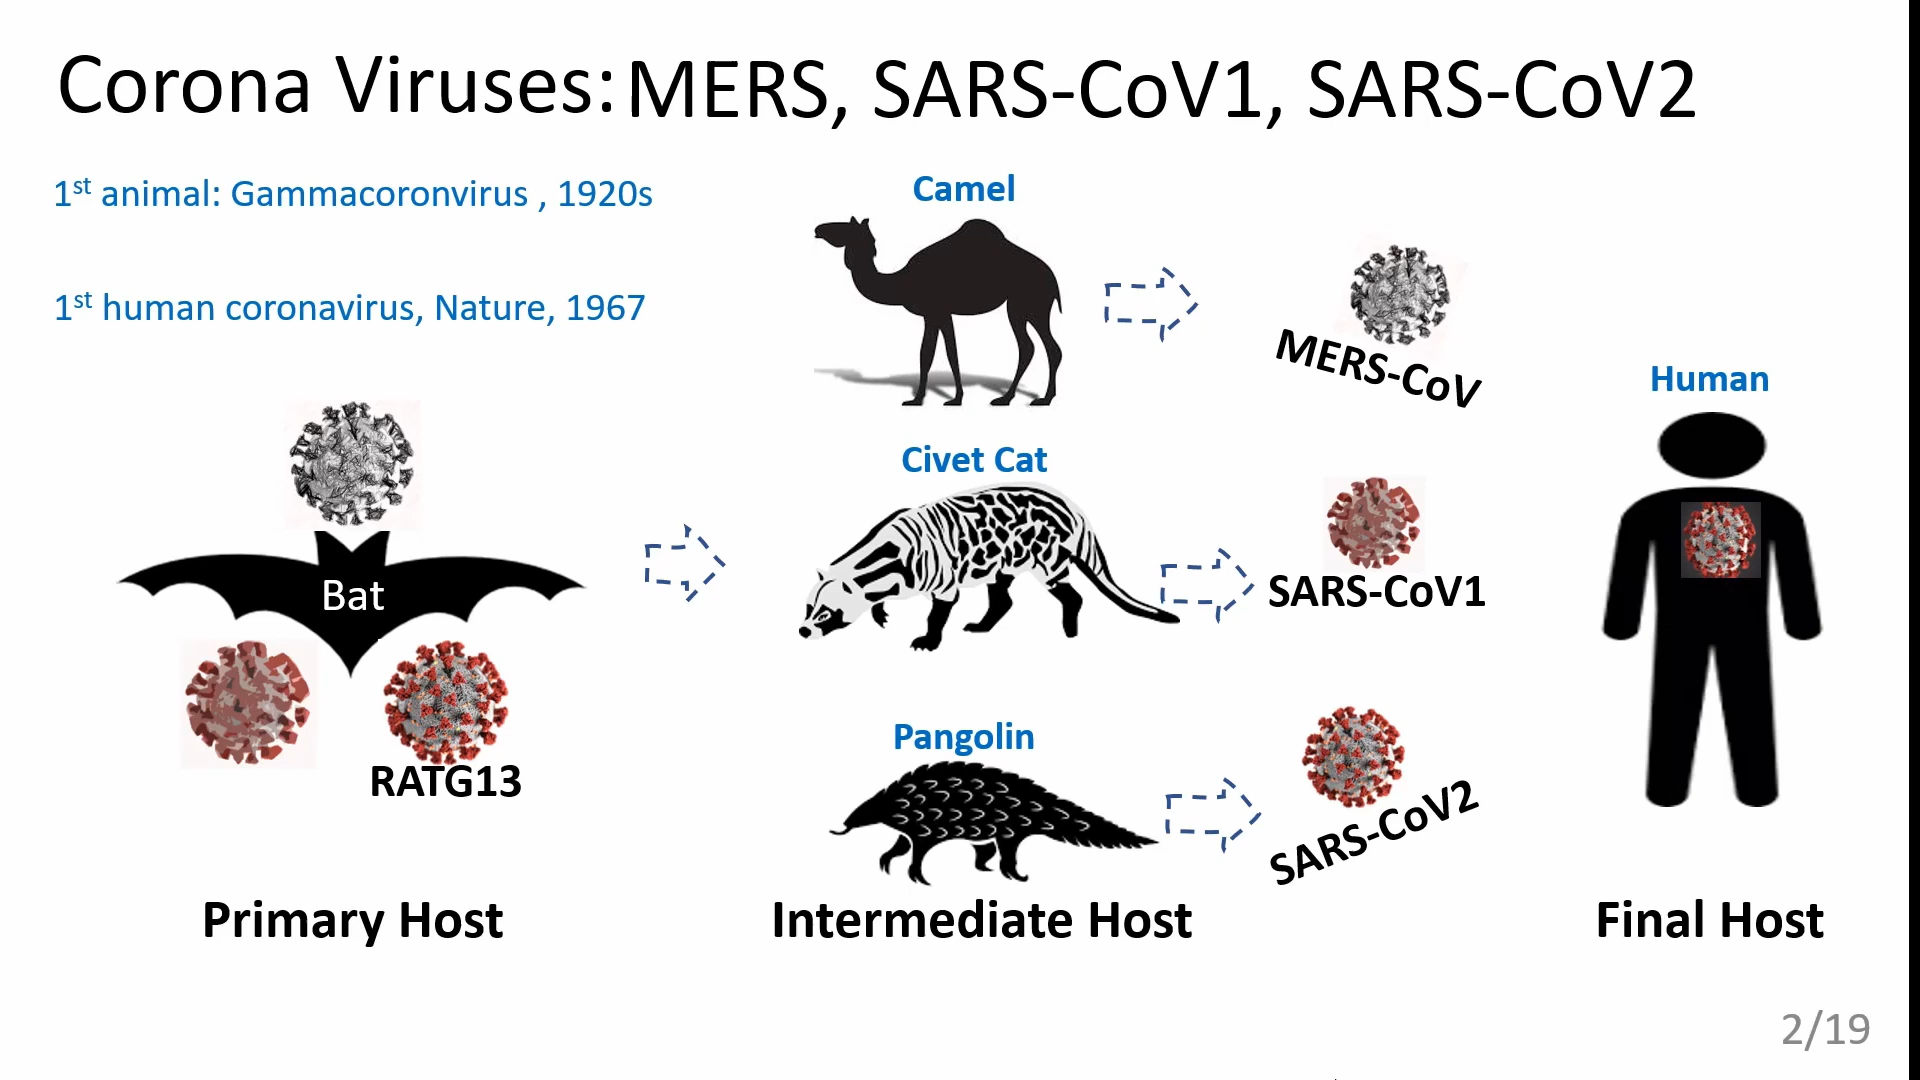 Corona Viruses: MERS, SARS-CoV1, SARS-CoV2
1st animal: Gammacoronvirus , 1920s
1st human coronavirus, Nature, 1967
Camel
MERS-CoV
Human
Civet Cat
Bat
SARS-CoV1
RATG13
Pangolin
SARS-CoV2
Primary Host
Intermediate Host
Final Host
2/19